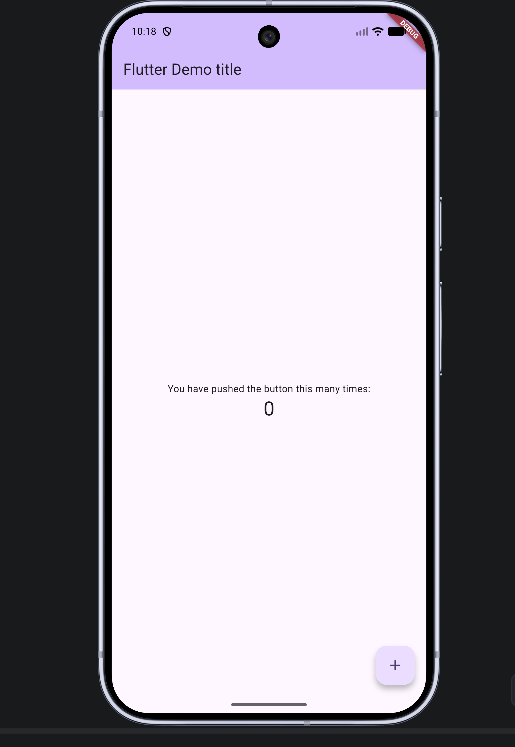 10.18
DEBUG
Flutter Demo title
You have pushed the button this many times:
0
+